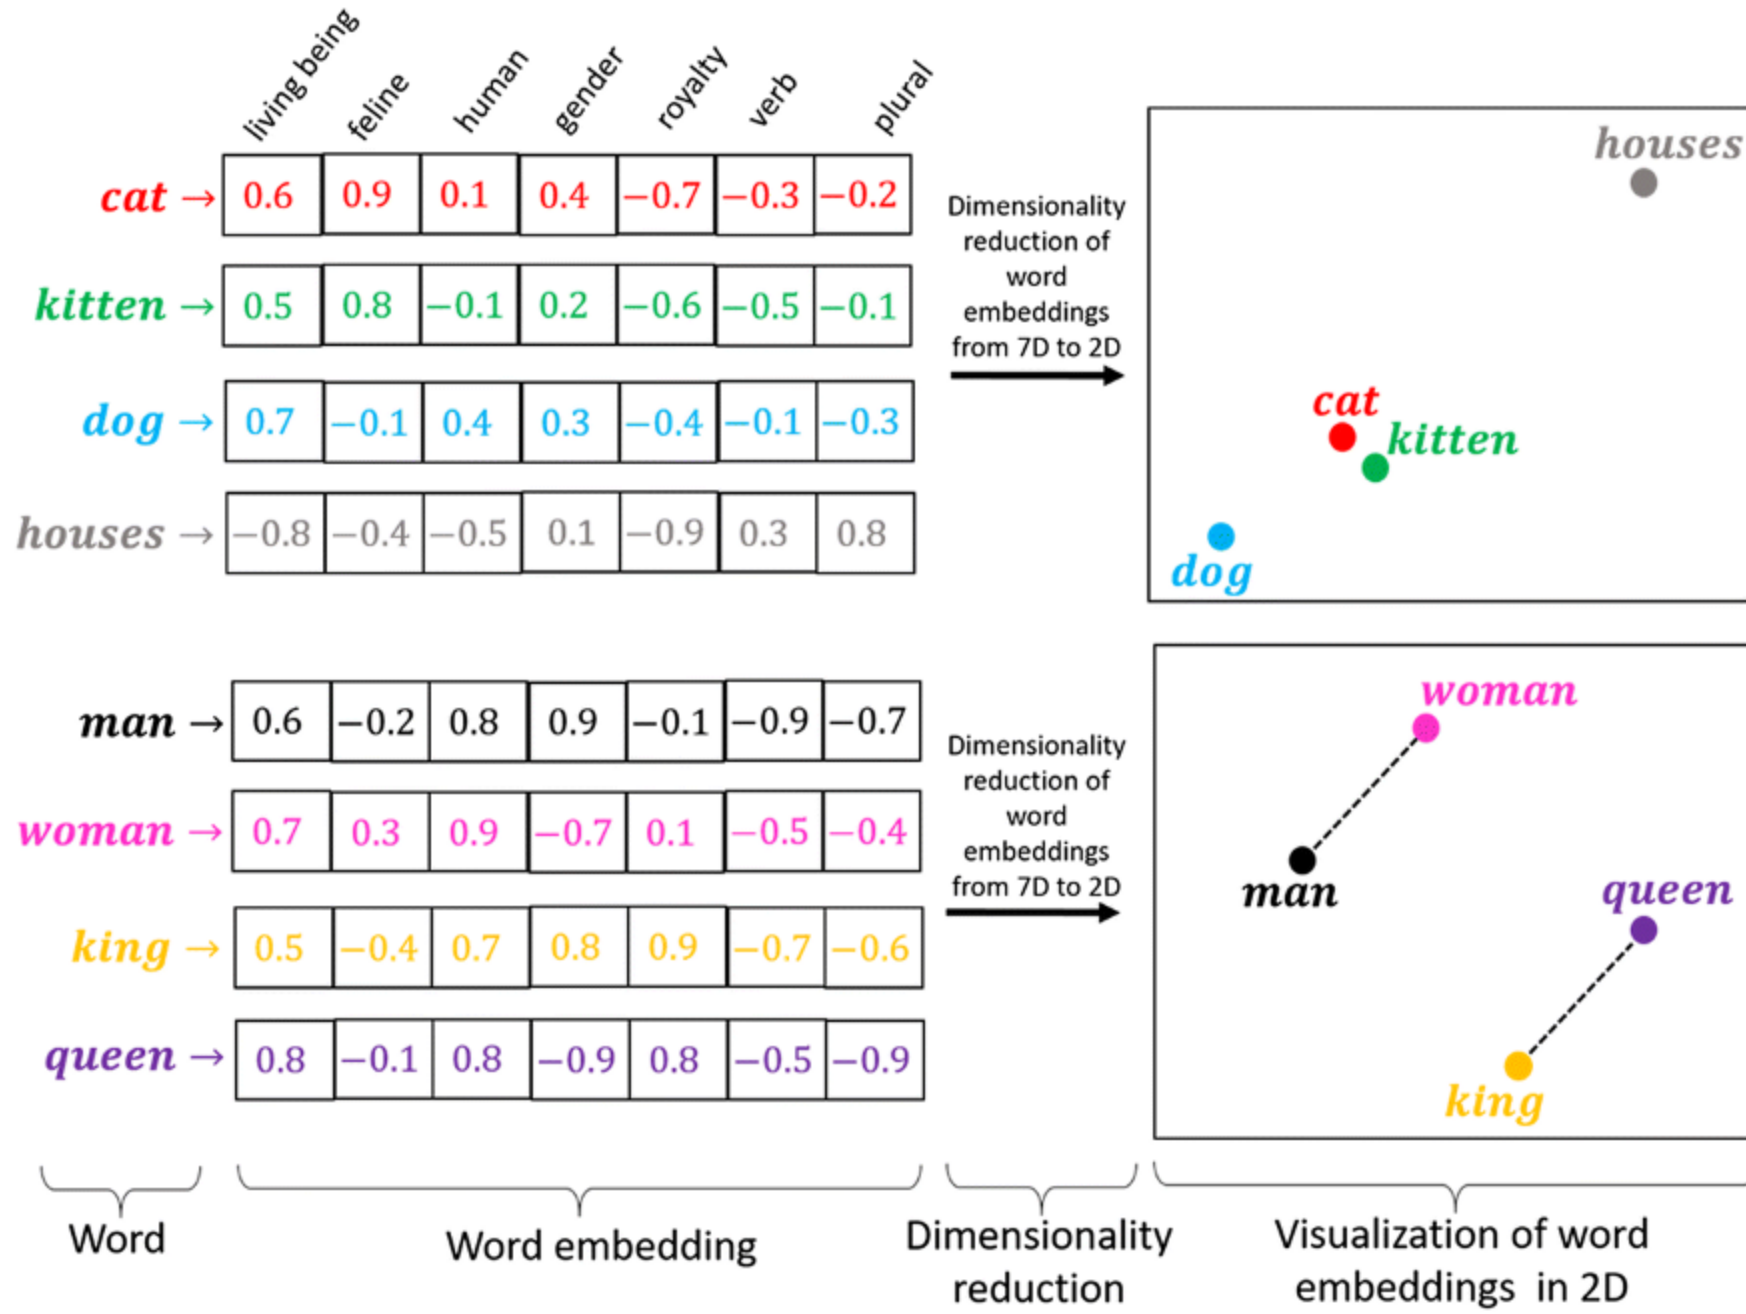 living being feline human gender royalty verb plural
cat → 0.6 0.9 0.1 0.4 −0.7 −0.3 −0.2
kitten → 0.5 0.8 −0.1 0.2 −0.6 −0.5 −0.1
dog → 0.7 −0.1 0.4 0.3 −0.4 −0.1 −0.3
houses → −0.8 −0.4 −0.5 0.1 −0.9 0.3 0.8
Dimensionality
reduction of
word
embeddings
from 7D to 2D
houses
cat
kitten
dog
man → 0.6 −0.2 0.8 0.9 −0.1 −0.9 −0.7
woman → 0.7 0.3 0.9 −0.7 0.1 −0.5 −0.4
king → 0.5 −0.4 0.7 0.8 0.9 −0.7 −0.6
queen → 0.8 −0.1 0.8 −0.9 0.8 −0.5 −0.9
Dimensionality
reduction of
word
embeddings
from 7D to 2D
woman
man
queen
king
Word
Word embedding
Dimensionality
reduction
Visualization of word
embeddings in 2D